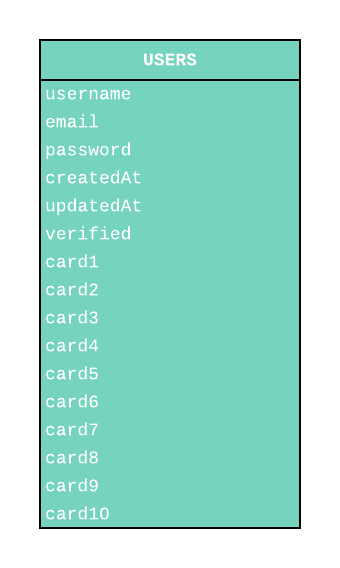 USERS
username
email
password
createdAt
updatedAt
verified
card1
card2
card3
card4
card5
card6
card7
card8
card9
card10